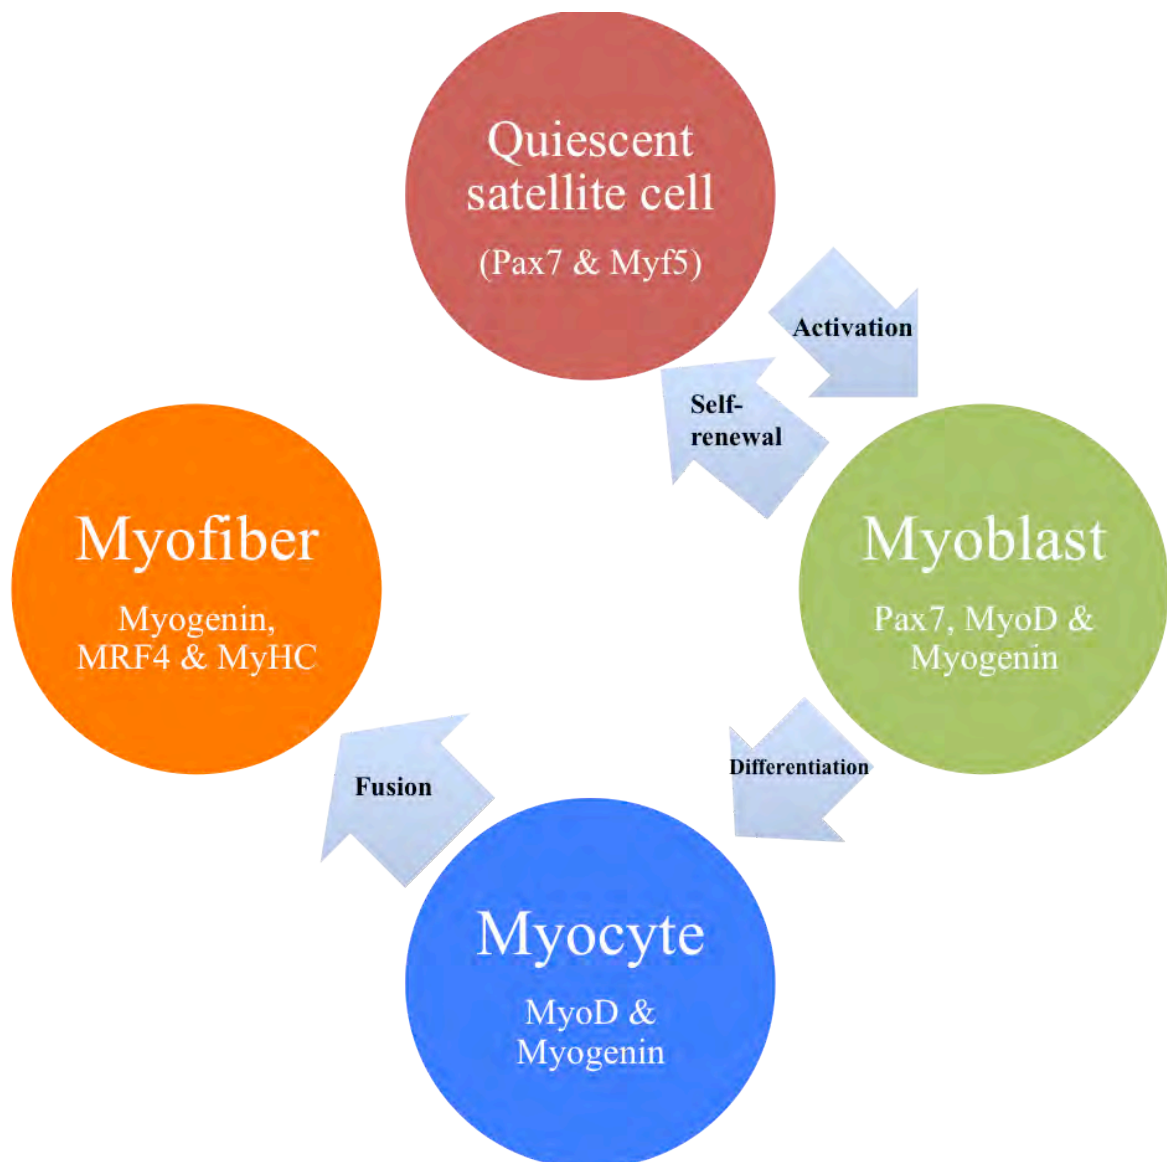 Quiescent
satellite cell
(Pax7 & Myf5)
Activation
Self-
renewal
Myofiber
Myogenin,
MRF4 & MyHC
Myoblast
Pax7, MyoD &
Myogenin
Differentiation
Fusion
Myocyte
MyoD &
Myogenin